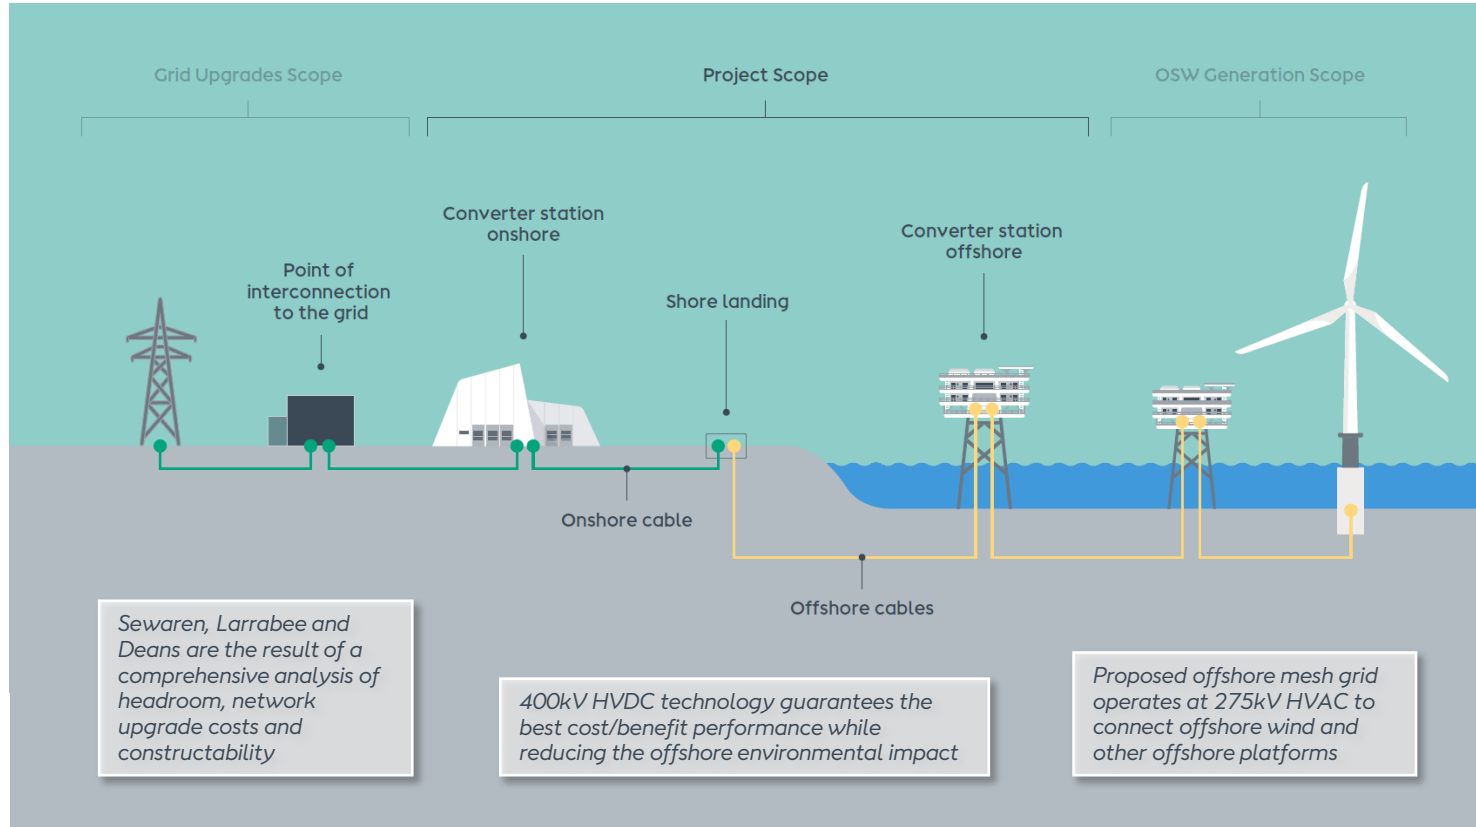 Grid Upgrades Scope
Project Scope
OSW Generation Scope
Converter station
onshore
Converter station
offshore
Point of
interconnection
to the grid
Shore landing
Onshore cable
Offshore cables
Sewaren, Larrabee and
Deans are the result of a
comprehensive analysis of
headroom, network
upgrade costs and
constructability
400kV HVDC technology guarantees the
best cost/benefit performance while
reducing the offshore environmental impact
Proposed offshore mesh grid
operates at 275kV HVAC to
connect offshore wind and
other offshore platforms